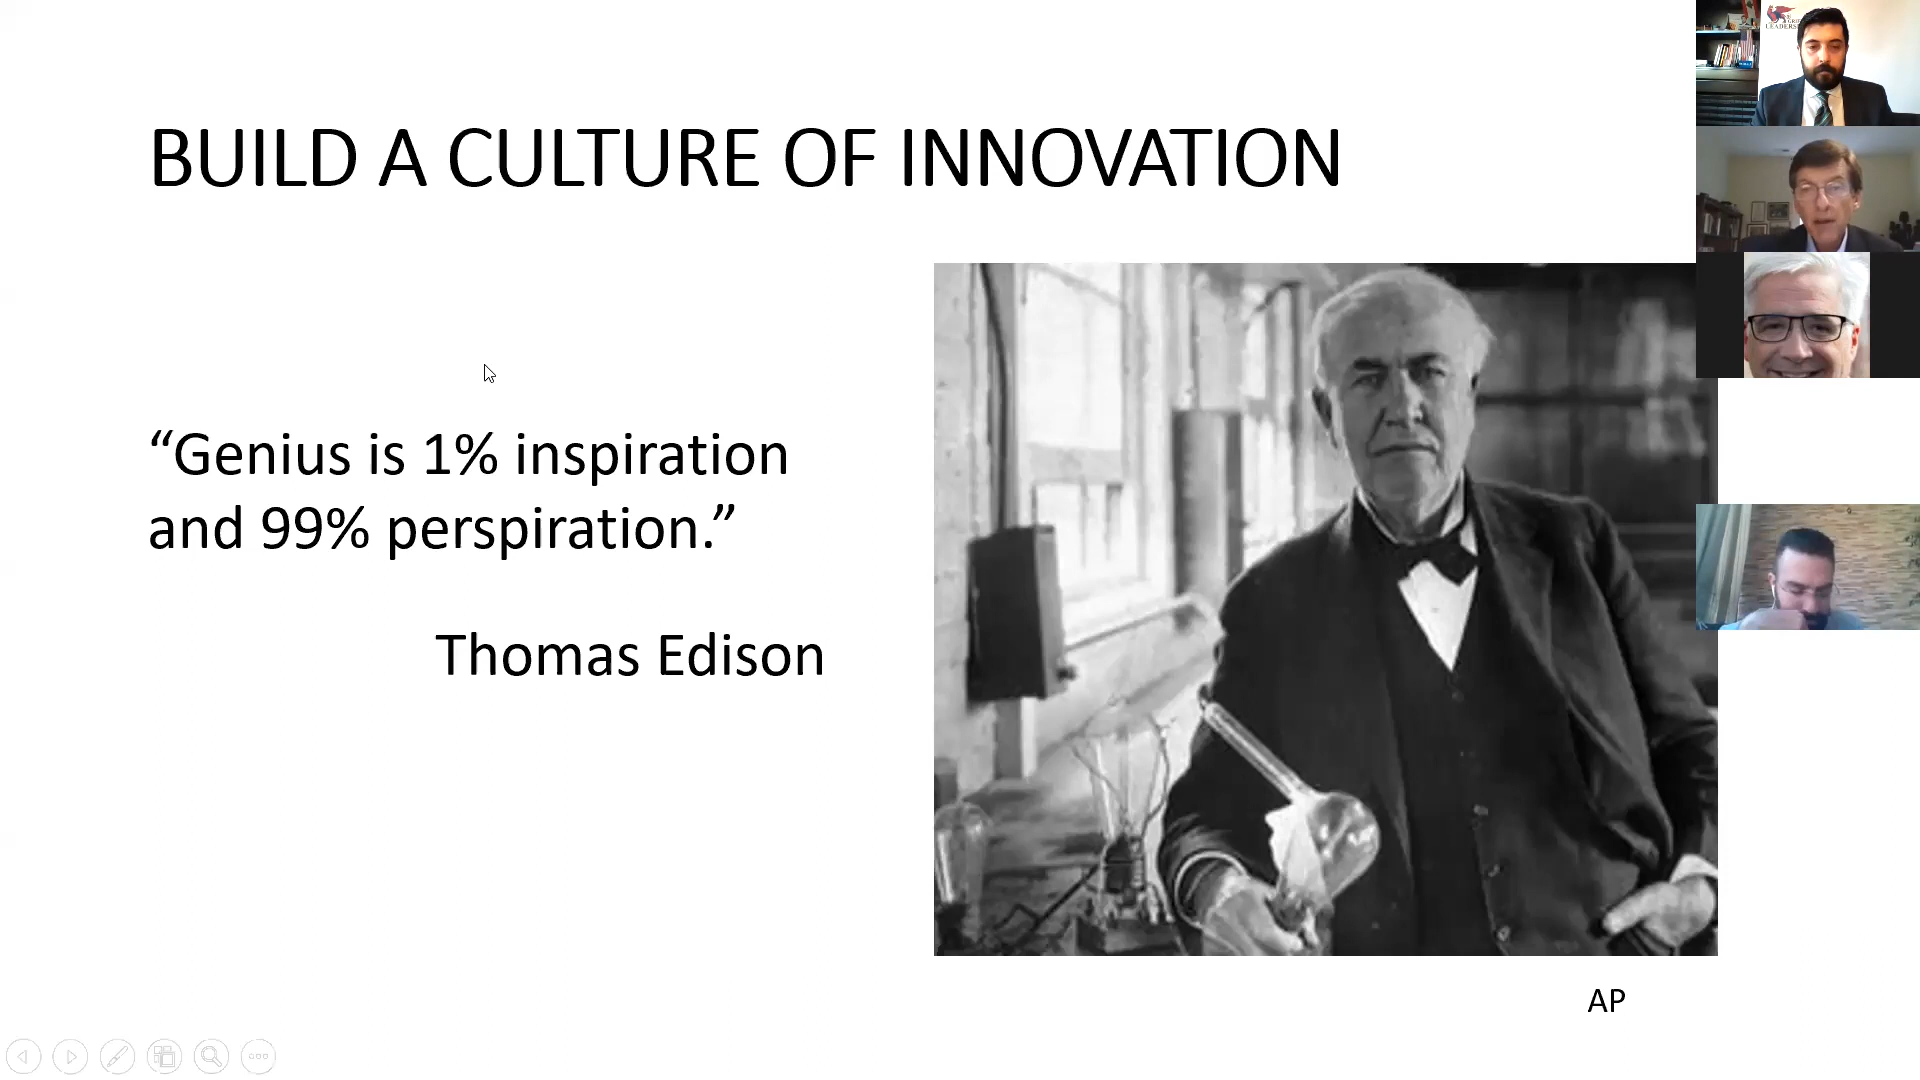 BUILD A CULTURE OF INNOVATION
“Genius is 1% inspiration
and 99% perspiration.”
Thomas Edison
AP